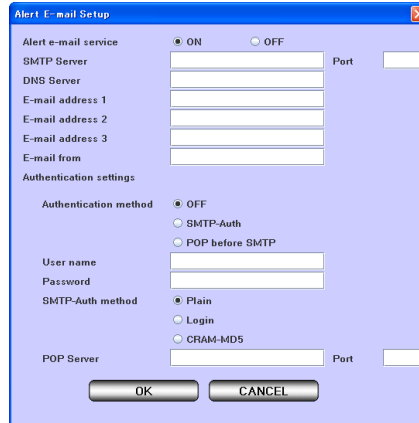 Alert E-mail Setup
Alert e-mail service ON OFF
SMTP Server Port
DNS Server
E-mail address 1
E-mail address 2
E-mail address 3
E-mail from
Authentication settings
Authentication method OFF
SMTP-Auth
POP before SMTP
User name
Password
SMTP-Auth method Plain
Login
CRAM-MD5
POP Server Port
OK CANCEL